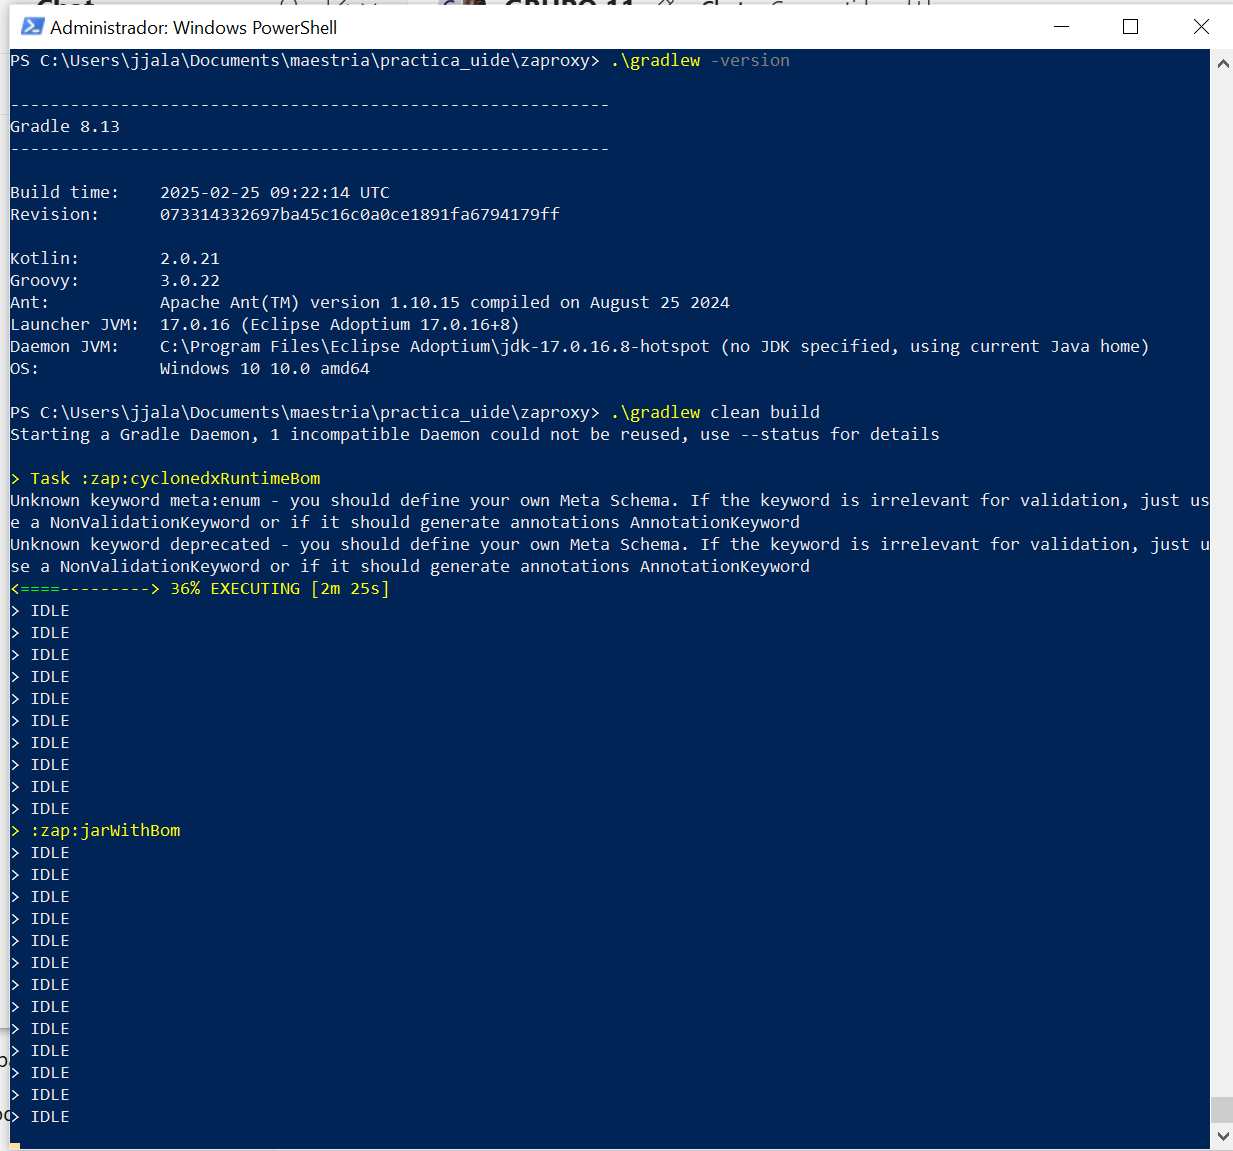 Administrador: Windows PowerShell
PS C:\Users\jjala\Documents\maestria\practica_uide\zaproxy> .\gradlew -version
------------------------------------------------------------
Gradle 8.13
------------------------------------------------------------
Build time:    2025-02-25 09:22:14 UTC
Revision:      073314332697ba45c16c0a0ce1891fa6794179ff
Kotlin:        2.0.21
Groovy:        3.0.22
Ant:           Apache Ant(TM) version 1.10.15 compiled on August 25 2024
Launcher JVM:  17.0.16 (Eclipse Adoptium 17.0.16+8)
Daemon JVM:    C:\Program Files\Eclipse Adoptium\jdk-17.0.16.8-hotspot (no JDK specified, using current Java home)
OS:            Windows 10 10.0 amd64
PS C:\Users\jjala\Documents\maestria\practica_uide\zaproxy> .\gradlew clean build
Starting a Gradle Daemon, 1 incompatible Daemon could not be reused, use --status for details
> Task :zap:cyclonedxRuntimeBom
Unknown keyword meta:enum - you should define your own Meta Schema. If the keyword is irrelevant for validation, just us
e a NonValidationKeyword or if it should generate annotations AnnotationKeyword
Unknown keyword deprecated - you should define your own Meta Schema. If the keyword is irrelevant for validation, just u
se a NonValidationKeyword or if it should generate annotations AnnotationKeyword
<====---------> 36% EXECUTING [2m 25s]
> IDLE
> IDLE
> IDLE
> IDLE
> IDLE
> IDLE
> IDLE
> IDLE
> IDLE
> IDLE
> :zap:jarWithBom
> IDLE
> IDLE
> IDLE
> IDLE
> IDLE
> IDLE
> IDLE
> IDLE
> IDLE
> IDLE
> IDLE
> IDLE
> IDLE